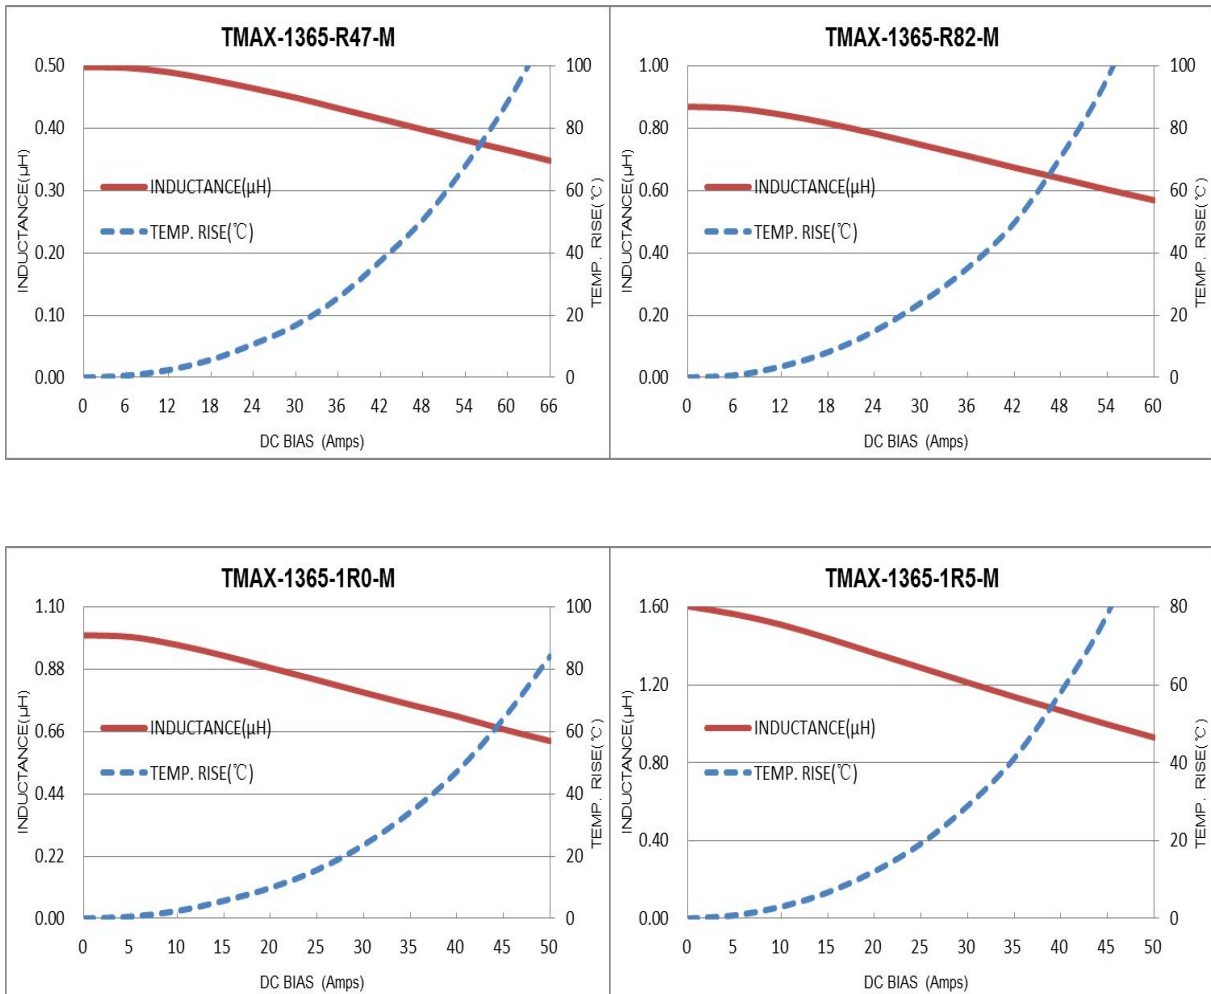 TMAX-1365-R47-M
0.50
0.40
0.30
0.20
0.10
0.00
INDUCTANCE(µH)
100
80
60
40
20
0
TEMP. RISE(℃)
INDUCTANCE(µH)
TEMP. RISE(℃)
0 6 12 18 24 30 36 42 48 54 60 66
DC BIAS (Amps)
TMAX-1365-R82-M
1.00
0.80
0.60
0.40
0.20
0.00
INDUCTANCE(µH)
100
80
60
40
20
0
TEMP. RISE(℃)
INDUCTANCE(µH)
TEMP. RISE(℃)
0 6 12 18 24 30 36 42 48 54 60
DC BIAS (Amps)
TMAX-1365-1R0-M
1.10
0.88
0.66
0.44
0.22
0.00
INDUCTANCE(µH)
100
80
60
40
20
0
TEMP. RISE(℃)
INDUCTANCE(µH)
TEMP. RISE(℃)
0 5 10 15 20 25 30 35 40 45 50
DC BIAS (Amps)
TMAX-1365-1R5-M
1.60
1.20
0.80
0.40
0.00
INDUCTANCE(µH)
80
60
40
20
0
TEMP. RISE(℃)
INDUCTANCE(µH)
TEMP. RISE(℃)
0 5 10 15 20 25 30 35 40 45 50
DC BIAS (Amps)